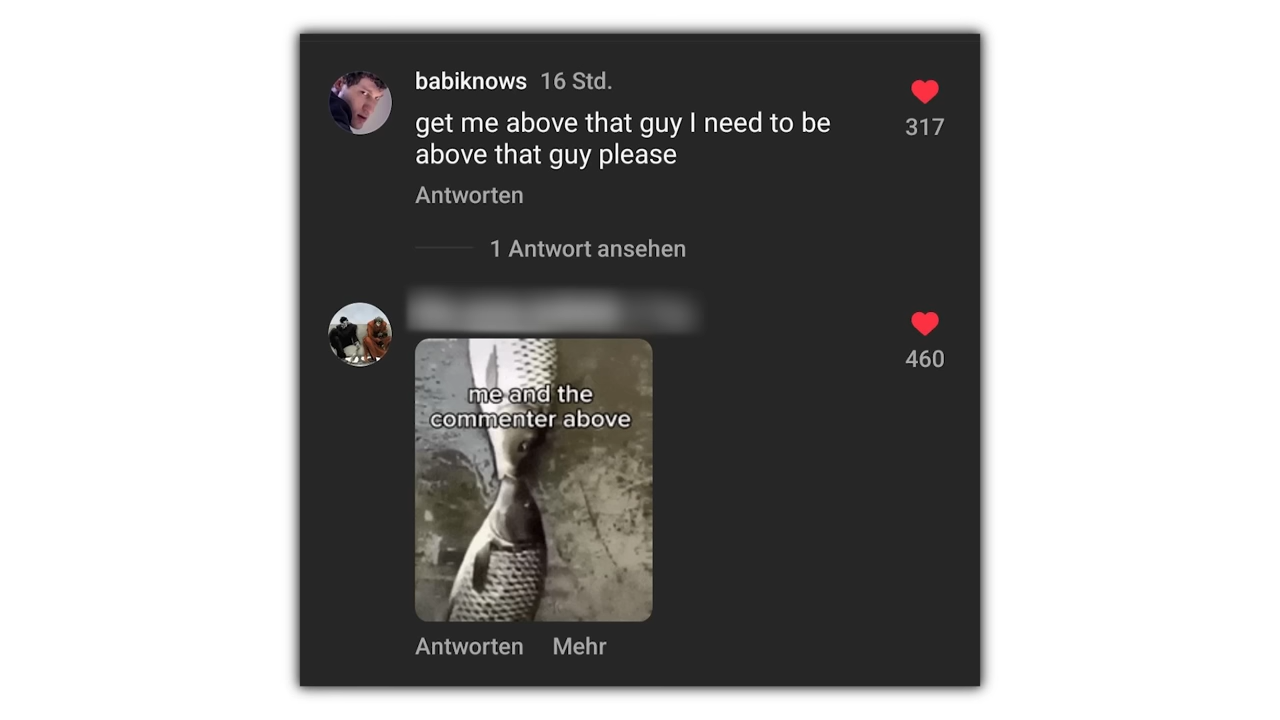 babiknows 16 Std.
get me above that guy I need to be
above that guy please
317
Antworten
1 Antwort ansehen
me and the
commenter above
460
Antworten Mehr